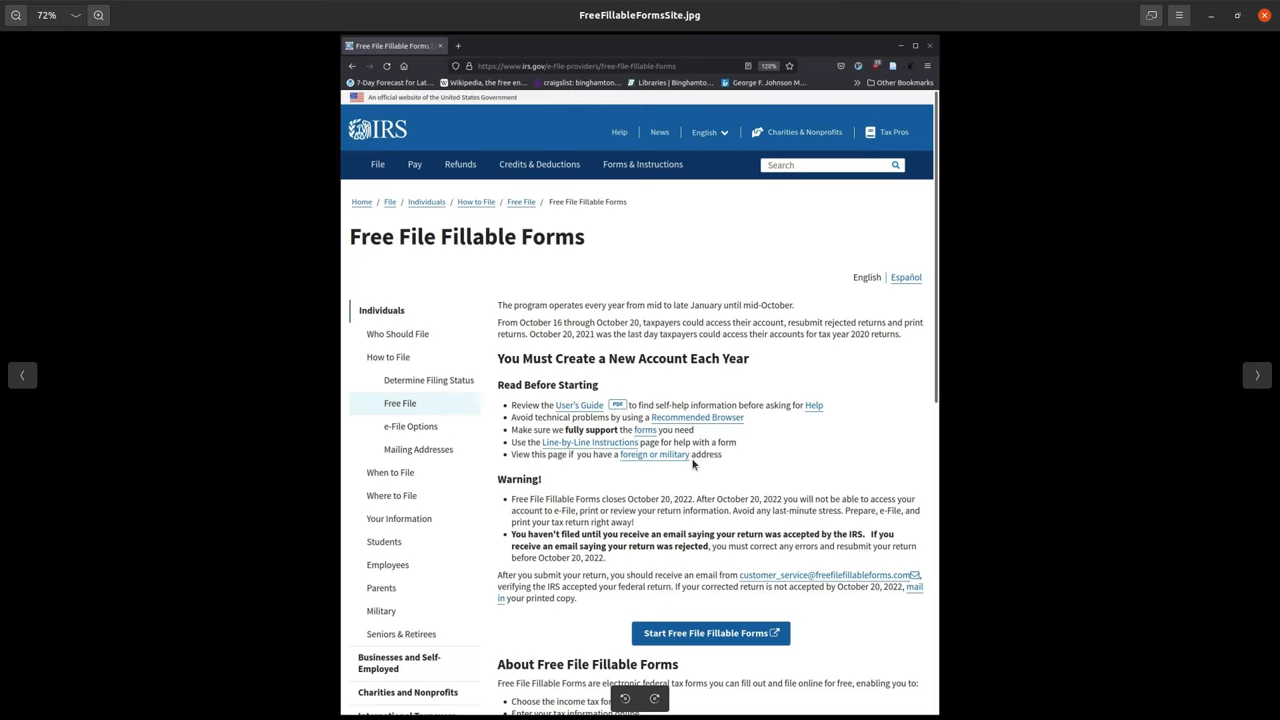 72%
FreeFillableFormsSite.jpg
Free File Fillable Forms |
https://www.irs.gov/e-file-providers/free-file-fillable-forms
120%
7-Day Forecast for Lat...
Wikipedia, the free en...
craigslist: binghamton...
Libraries | Binghamto...
George F. Johnson M...
Other Bookmarks
An official website of the United States Government
IRS
Help
News
English
Charities & Nonprofits
Tax Pros
File
Pay
Refunds
Credits & Deductions
Forms & Instructions
Search
Home / File / Individuals / How to File / Free File / Free File Fillable Forms
Free File Fillable Forms
English | Español
Individuals
Who Should File
How to File
Determine Filing Status
Free File
e-File Options
Mailing Addresses
When to File
Where to File
Your Information
Students
Employees
Parents
Military
Seniors & Retirees
Businesses and Self-
Employed
Charities and Nonprofits
International Taxpayers
The program operates every year from mid to late January until mid-October.
From October 16 through October 20, taxpayers could access their account, resubmit rejected returns and print
returns. October 20, 2021 was the last day taxpayers could access their accounts for tax year 2020 returns.
You Must Create a New Account Each Year
Read Before Starting
• Review the User's Guide PDF to find self-help information before asking for Help
• Avoid technical problems by using a Recommended Browser
• Make sure we fully support the forms you need
• Use the Line-by-Line Instructions page for help with a form
• View this page if you have a foreign or military address
Warning!
• Free File Fillable Forms closes October 20, 2022. After October 20, 2022 you will not be able to access your
account to e-File, print or review your return information. Avoid any last-minute stress. Prepare, e-File, and
print your tax return right away!
• You haven't filed until you receive an email saying your return was accepted by the IRS. If you
receive an email saying your return was rejected, you must correct any errors and resubmit your return
before October 20, 2022.
After you submit your return, you should receive an email from customer_service@freefilefillableforms.com,
verifying the IRS accepted your federal return. If your corrected return is not accepted by October 20, 2022, mail
in your printed copy.
Start Free File Fillable Forms
About Free File Fillable Forms
Free File Fillable Forms are electronic federal tax forms you can fill out and file online for free, enabling you to:
• Choose the income tax for
• Enter your tax information online